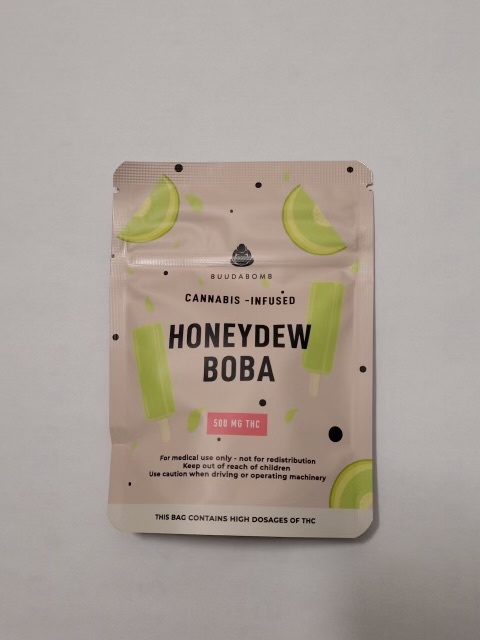 BUUDABOMB
CANNABIS -INFUSED
HONEYDEW
BOBA
500 MG THC
For medical use only - not for redistribution
Keep out of reach of children
Use caution when driving or operating machinery
THIS BAG CONTAINS HIGH DOSAGES OF THC